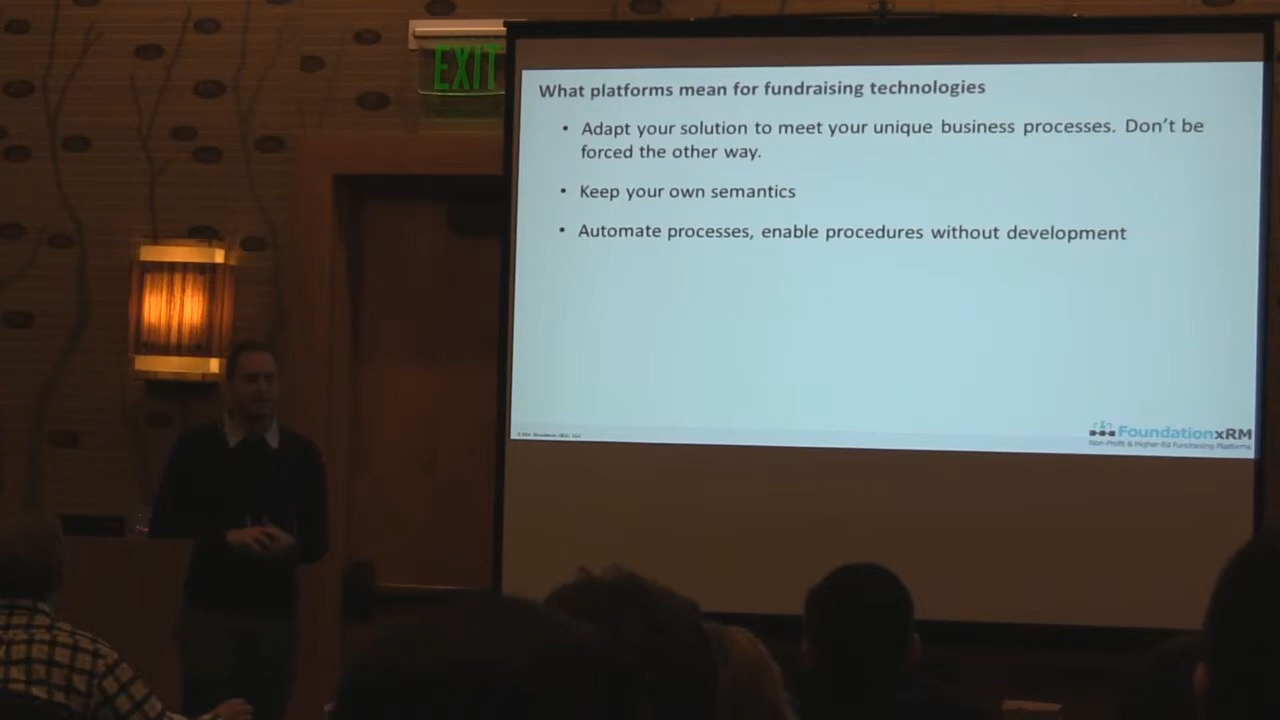 EXIT
What platforms mean for fundraising technologies
• Adapt your solution to meet your unique business processes. Don't be
forced the other way.
• Keep your own semantics
• Automate processes, enable procedures without development
FoundationxRM
Non-Profit & Higher-Ed Fundraising Platforms